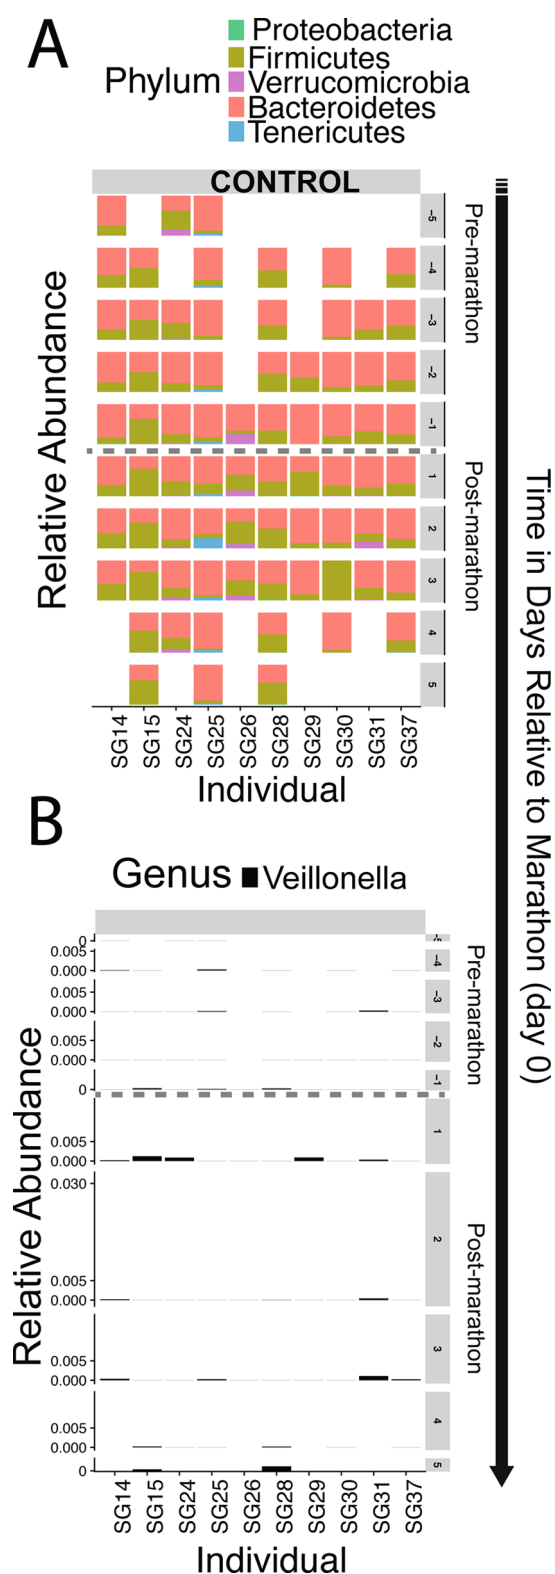 A
Phylum
Proteobacteria
Firmicutes
Verrucomicrobia
Bacteroidetes
Tenericutes
CONTROL
Relative Abundance
-5
-4
-3
-2
-1
1
2
3
4
5
Pre-marathon
Post-marathon
SG14 SG15 SG24 SG25 SG26 SG28 SG29 SG30 SG31 SG37
Individual
Time in Days Relative to Marathon (day 0)
B
Genus Veillonella
Relative Abundance
0 -5
0.005 -4
0.000
0.005 -3
0.000
0.005 -2
0.000
0 -1
0.005 1
0.000
0.030
2
0.005
0.000
0.005 3
0.000
0.005 4
0.000
0 5
Pre-marathon
Post-marathon
SG14 SG15 SG24 SG25 SG26 SG28 SG29 SG30 SG31 SG37
Individual